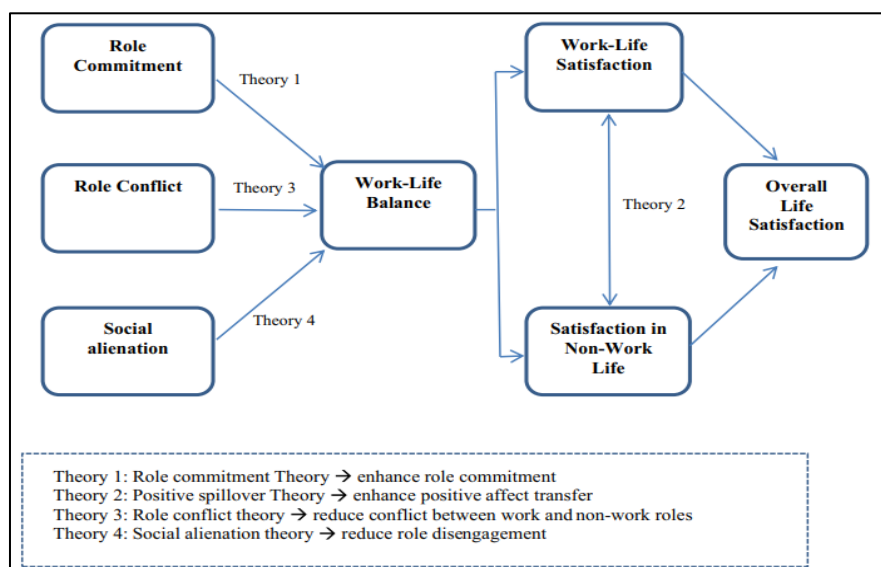 Role
Commitment
Theory 1
Work-Life
Satisfaction
Role Conflict
Theory 3
Work-Life
Balance
Theory 2
Overall
Life
Satisfaction
Social
alienation
Theory 4
Satisfaction in
Non-Work
Life
Theory 1: Role commitment Theory → enhance role commitment
Theory 2: Positive spillover Theory → enhance positive affect transfer
Theory 3: Role conflict theory → reduce conflict between work and non-work roles
Theory 4: Social alienation theory → reduce role disengagement